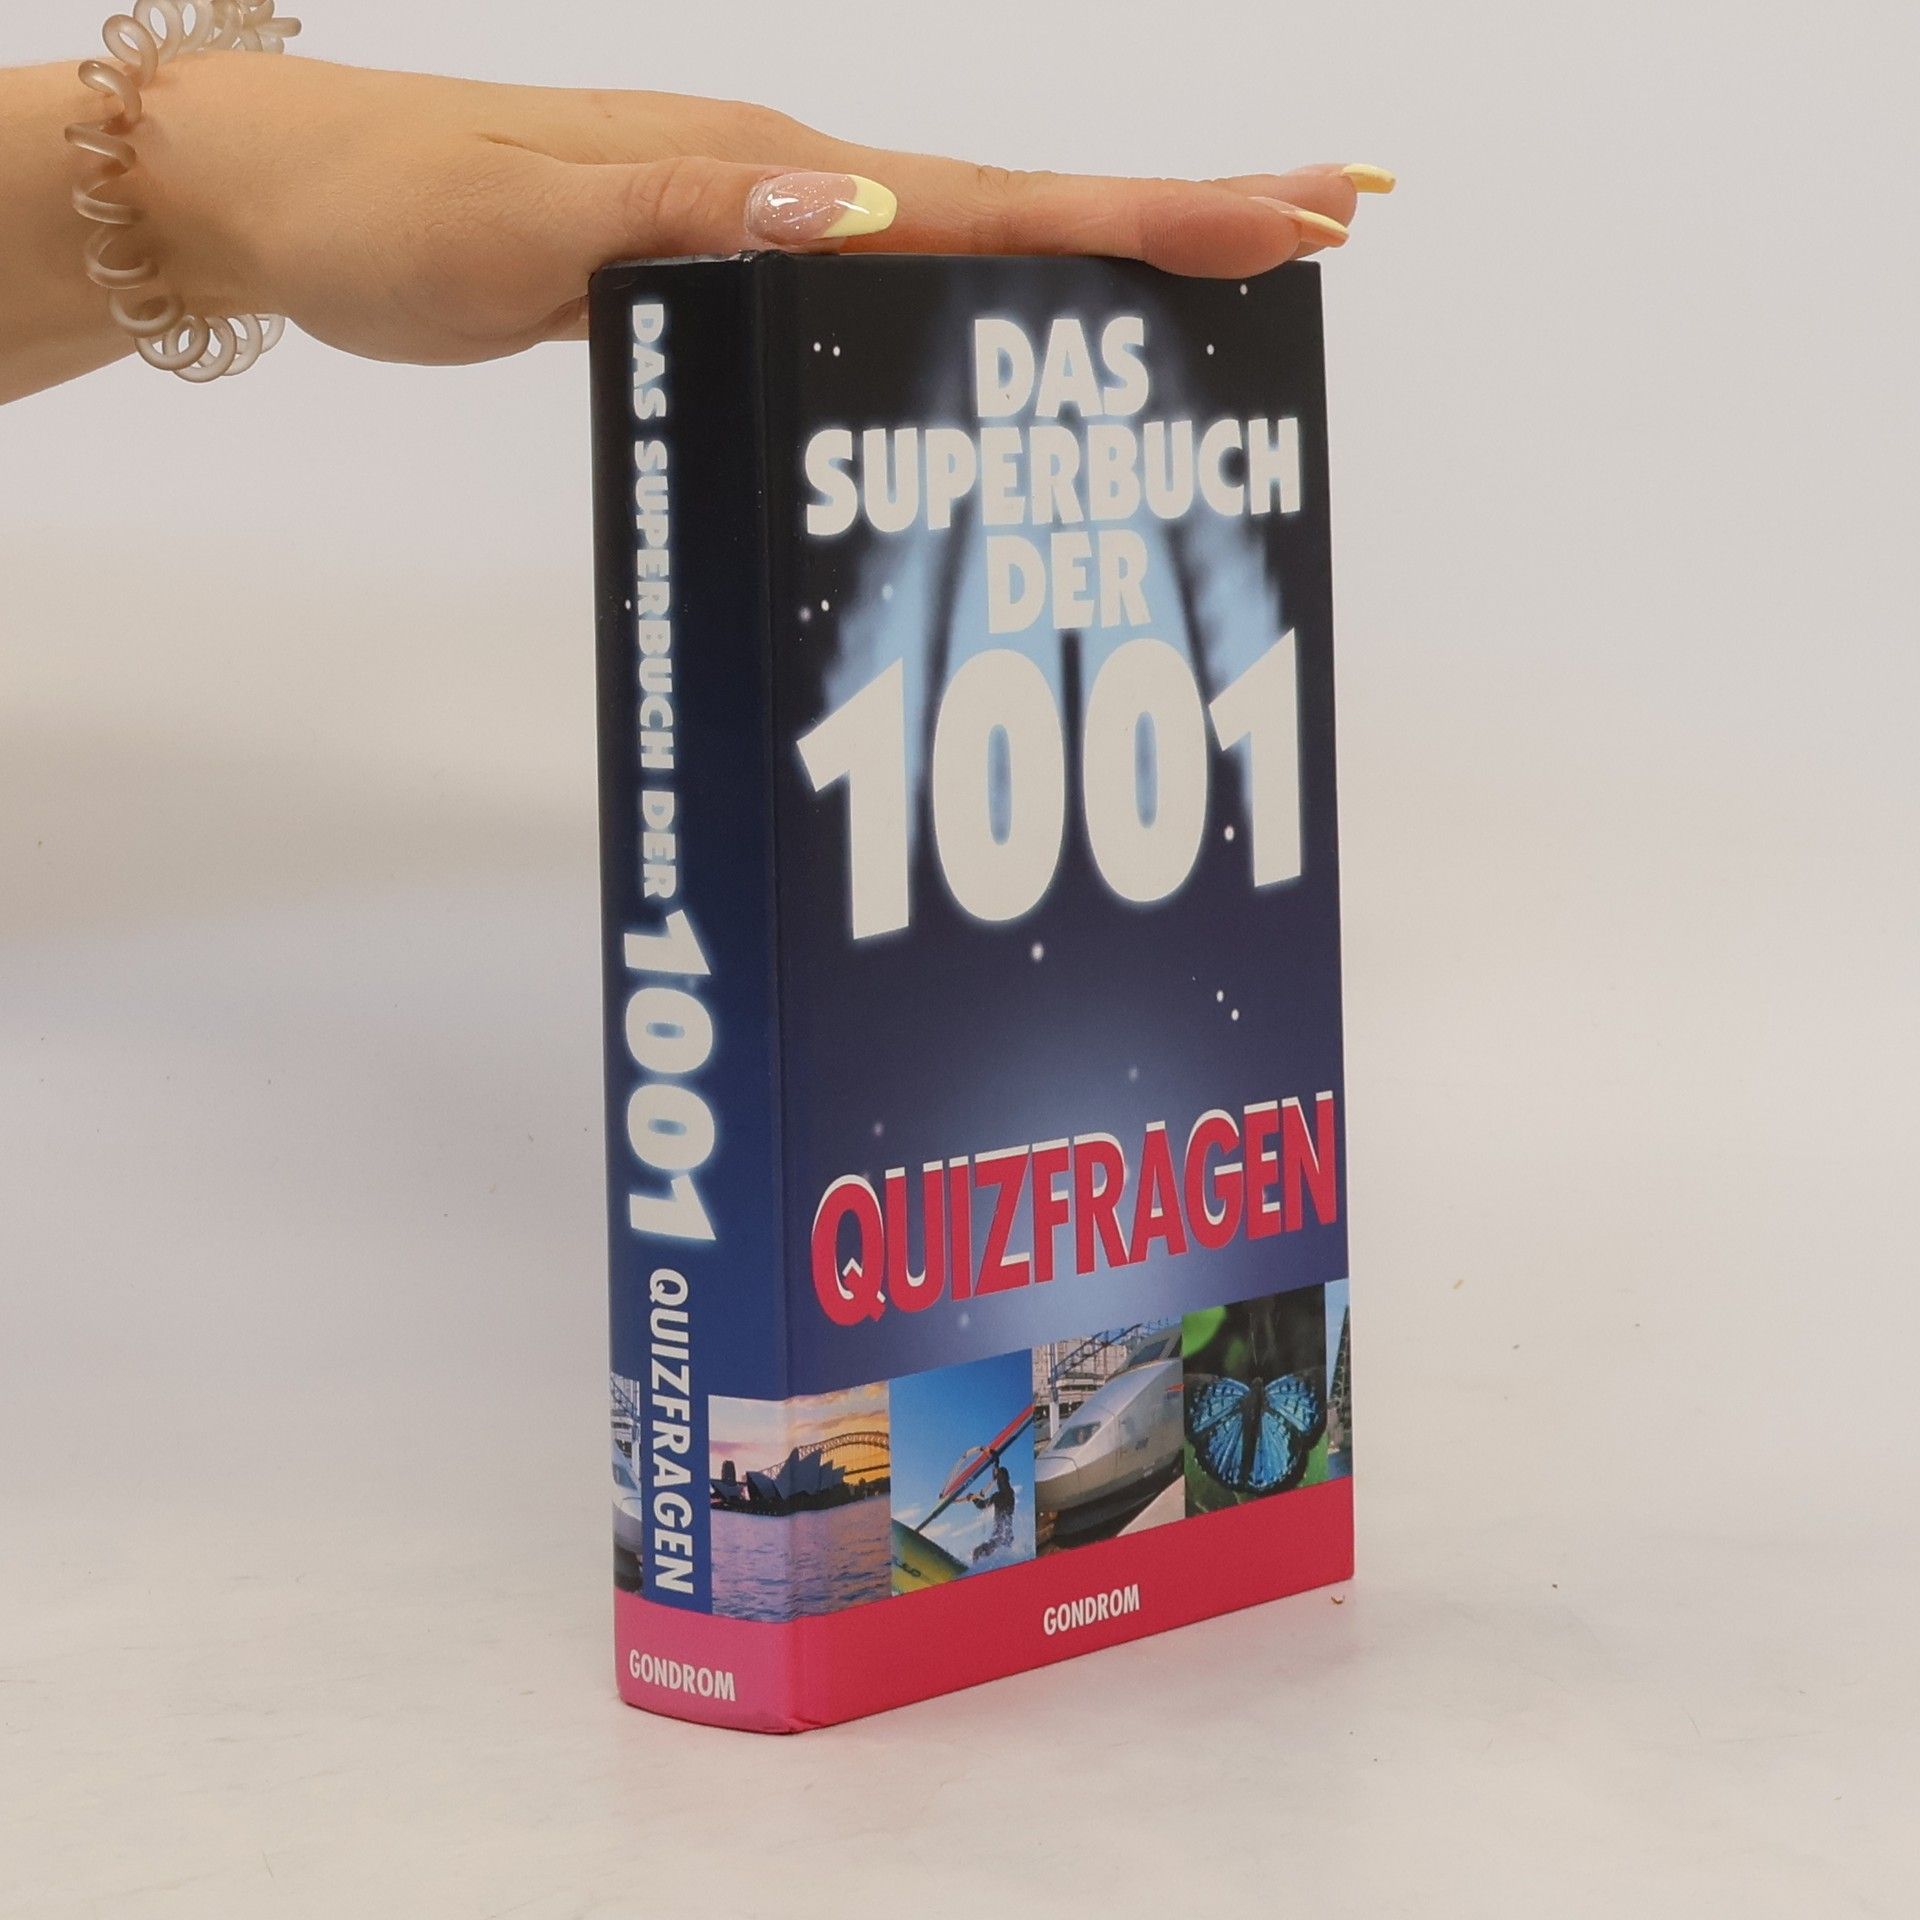 DAS SUPERBUCH DER 1001 QUIZFRAGEN
GONDROM
DAS
SUPERBUCH
DER
1001
QUIZFRAGEN
GONDROM